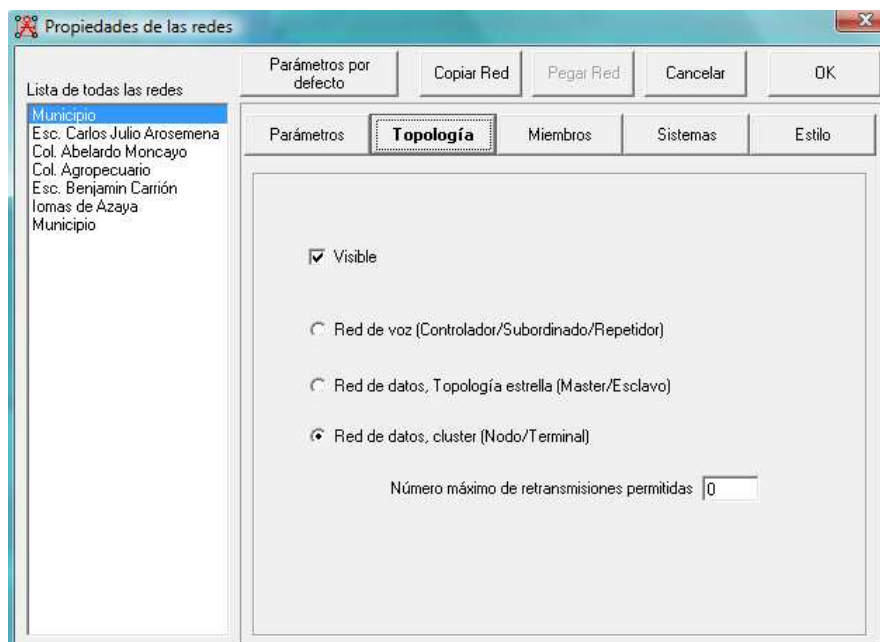 Propiedades de las redes
Parámetros por
defecto
Copiar Red
Pegar Red
Cancelar
OK
Lista de todas las redes
Municipio
Esc. Carlos Julio Arosemena
Col. Abelardo Moncayo
Col. Agropecuario
Esc. Benjamin Carrión
lomas de Azaya
Municipio
Parámetros
Topología
Miembros
Sistemas
Estilo
Visible
Red de voz (Controlador/Subordinado/Repetidor)
Red de datos, Topología estrella (Master/Esclavo)
Red de datos, cluster (Nodo/Terminal)
Número máximo de retransmisiones permitidas 0